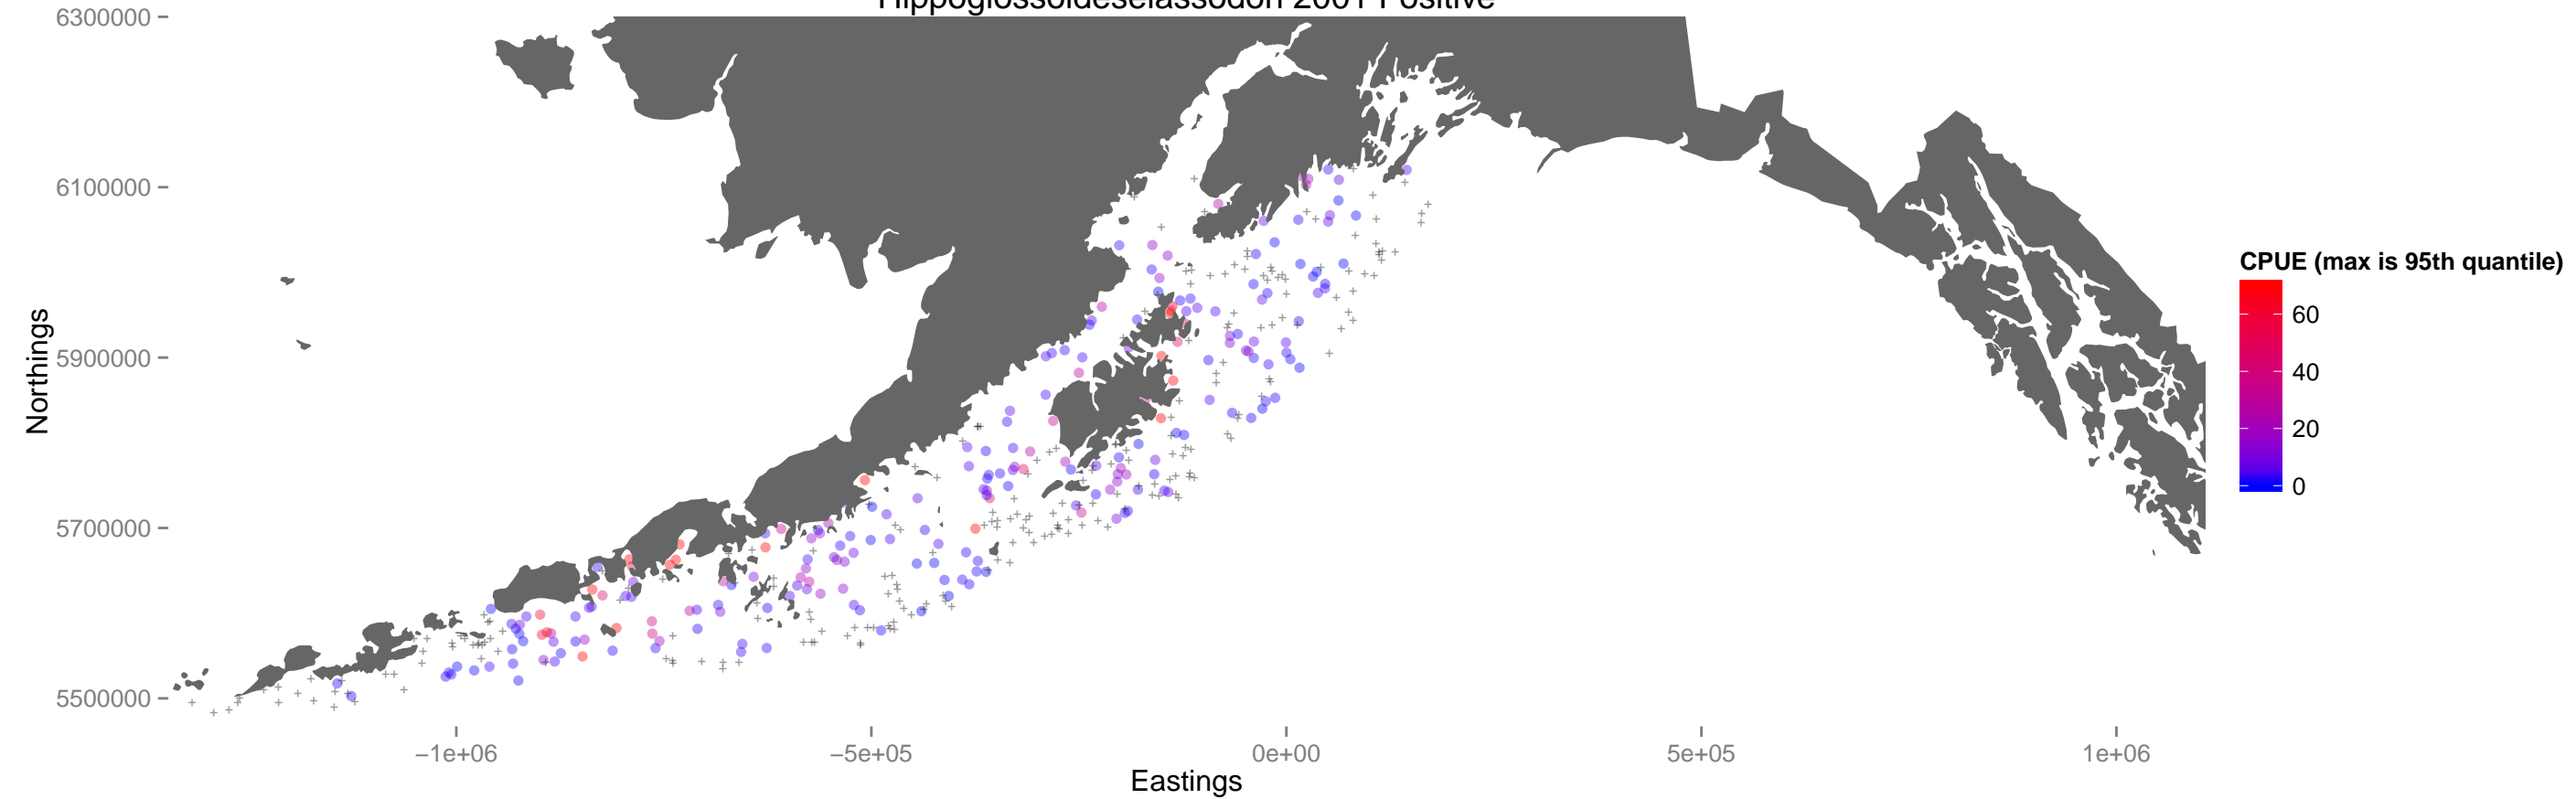 Hippoglossoideselassodon 2001 Positive
6300000
6100000
5900000
5700000
5500000
Northings
−1e+06
−5e+05
0e+00
5e+05
1e+06
Eastings
CPUE (max is 95th quantile)
60
40
20
0